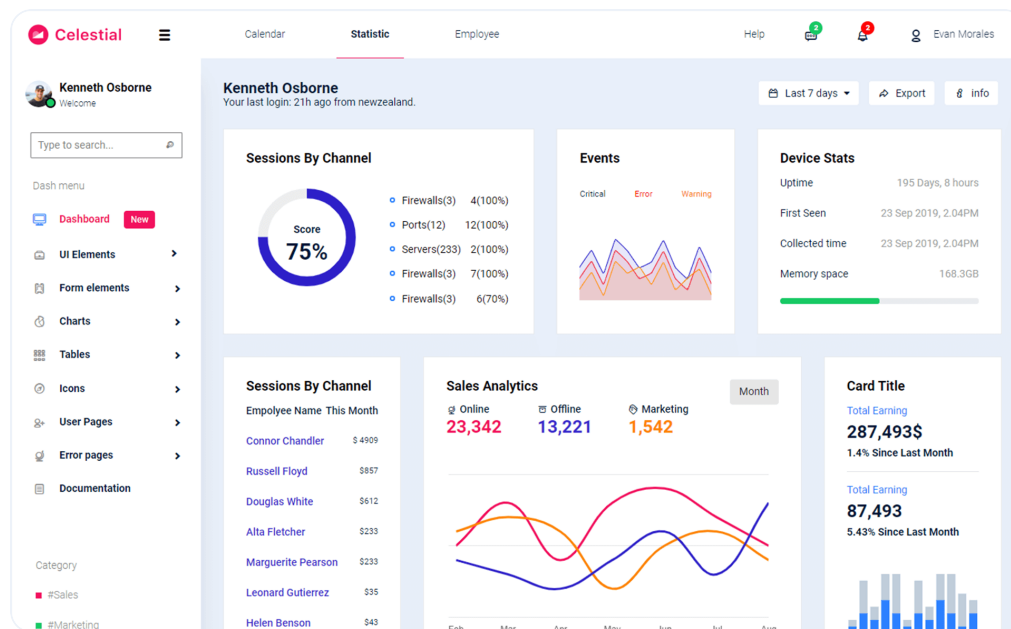 Celestial
Calendar
Statistic
Employee
Help
2
2
Evan Morales
Kenneth Osborne
Welcome
Type to search...
Dash menu
Dashboard
New
UI Elements
Form elements
Charts
Tables
Icons
User Pages
Error pages
Documentation
Category
#Sales
#Marketing
Kenneth Osborne
Your last login: 21h ago from newzealand.
Last 7 days
Export
info
Sessions By Channel
Score
75%
Firewalls(3) 4(100%)
Ports(12) 12(100%)
Servers(233) 2(100%)
Firewalls(3) 7(100%)
Firewalls(3) 6(70%)
Events
Critical Error Warning
Device Stats
Uptime 195 Days, 8 hours
First Seen 23 Sep 2019, 2.04PM
Collected time 23 Sep 2019, 2.04PM
Memory space 168.3GB
Sessions By Channel
Empolyee Name This Month
Connor Chandler $ 4909
Russell Floyd $857
Douglas White $612
Alta Fletcher $233
Marguerite Pearson $233
Leonard Gutierrez $35
Helen Benson $43
Sales Analytics
Month
Online Offline Marketing
23,342 13,221 1,542
Feb Mar Apr May Jun Jul Aug
Card Title
Total Earning
287,493$
1.4% Since Last Month
Total Earning
87,493
5.43% Since Last Month